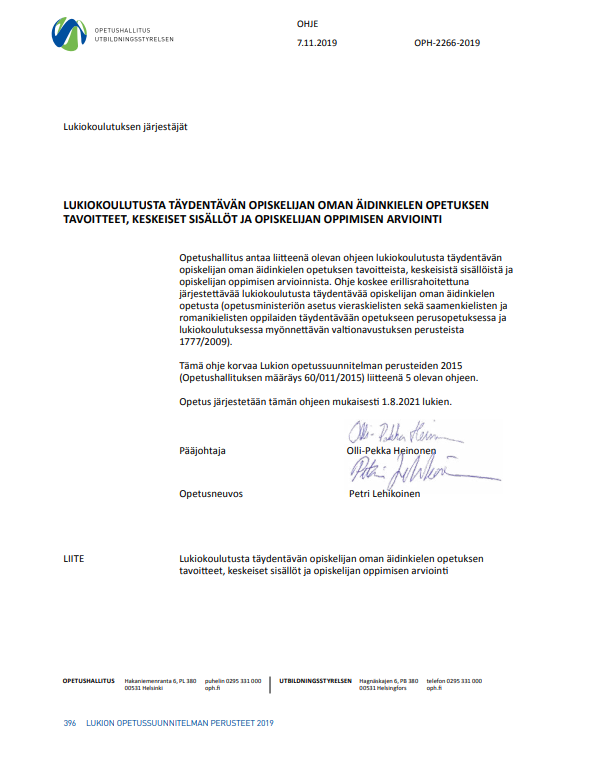 OPETUSHALLITUS
UTBILDNINGSSTYRELSEN
OHJE
7.11.2019 OPH-2266-2019
Lukiokoulutuksen järjestäjät
LUKIOKOULUTUSTA TÄYDENTÄVÄN OPISKELIJAN OMAN ÄIDINKIELEN OPETUKSEN
TAVOITTEET, KESKEISET SISÄLLÖT JA OPISKELIJAN OPPIMISEN ARVIOINTI
Opetushallitus antaa liitteenä olevan ohjeen lukiokoulutusta täydentävän
opiskelijan oman äidinkielen opetuksen tavoitteista, keskeisistä sisällöistä ja
opiskelijan oppimisen arvioinnista. Ohje koskee erillisrahoitettuna
järjestettävää lukiokoulutusta täydentävää opiskelijan oman äidinkielen
opetusta (opetusministeriön asetus vieraskielisten sekä saamenkielisten ja
romanikielisten oppilaiden täydentävään opetukseen perusopetuksessa ja
lukiokoulutuksessa myönnettävän valtionavustuksen perusteista
1777/2009).
Tämä ohje korvaa Lukion opetussuunnitelman perusteiden 2015
(Opetushallituksen määräys 60/011/2015) liitteenä 5 olevan ohjeen.
Opetus järjestetään tämän ohjeen mukaisesti 1.8.2021 lukien.
Olli-Pekka Heinonen
Pääjohtaja Olli-Pekka Heinonen
Petri Lehikoinen
Opetusneuvos Petri Lehikoinen
LIITE Lukiokoulutusta täydentävän opiskelijan oman äidinkielen opetuksen
tavoitteet, keskeiset sisällöt ja opiskelijan oppimisen arviointi
OPETUSHALLITUS Hakaniemenranta 6, PL 380 puhelin 0295 331 000 UTBILDNINGSSTYRELSEN Hagnäskajen 6, PB 380 telefon 0295 331 000
00531 Helsinki oph.fi 00531 Helsingfors oph.fi
396 LUKION OPETUSSUUNNITELMAN PERUSTEET 2019